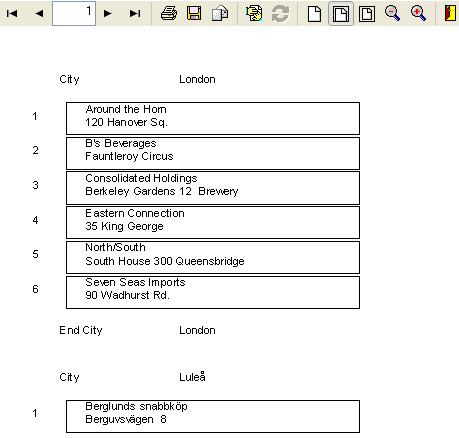 1
City London
1
Around the Horn
120 Hanover Sq.
2
B's Beverages
Fauntleroy Circus
3
Consolidated Holdings
Berkeley Gardens 12 Brewery
4
Eastern Connection
35 King George
5
North/South
South House 300 Queensbridge
6
Seven Seas Imports
90 Wadhurst Rd.
End City London
City Luleå
1
Berglunds snabbköp
Berguvsvägen 8